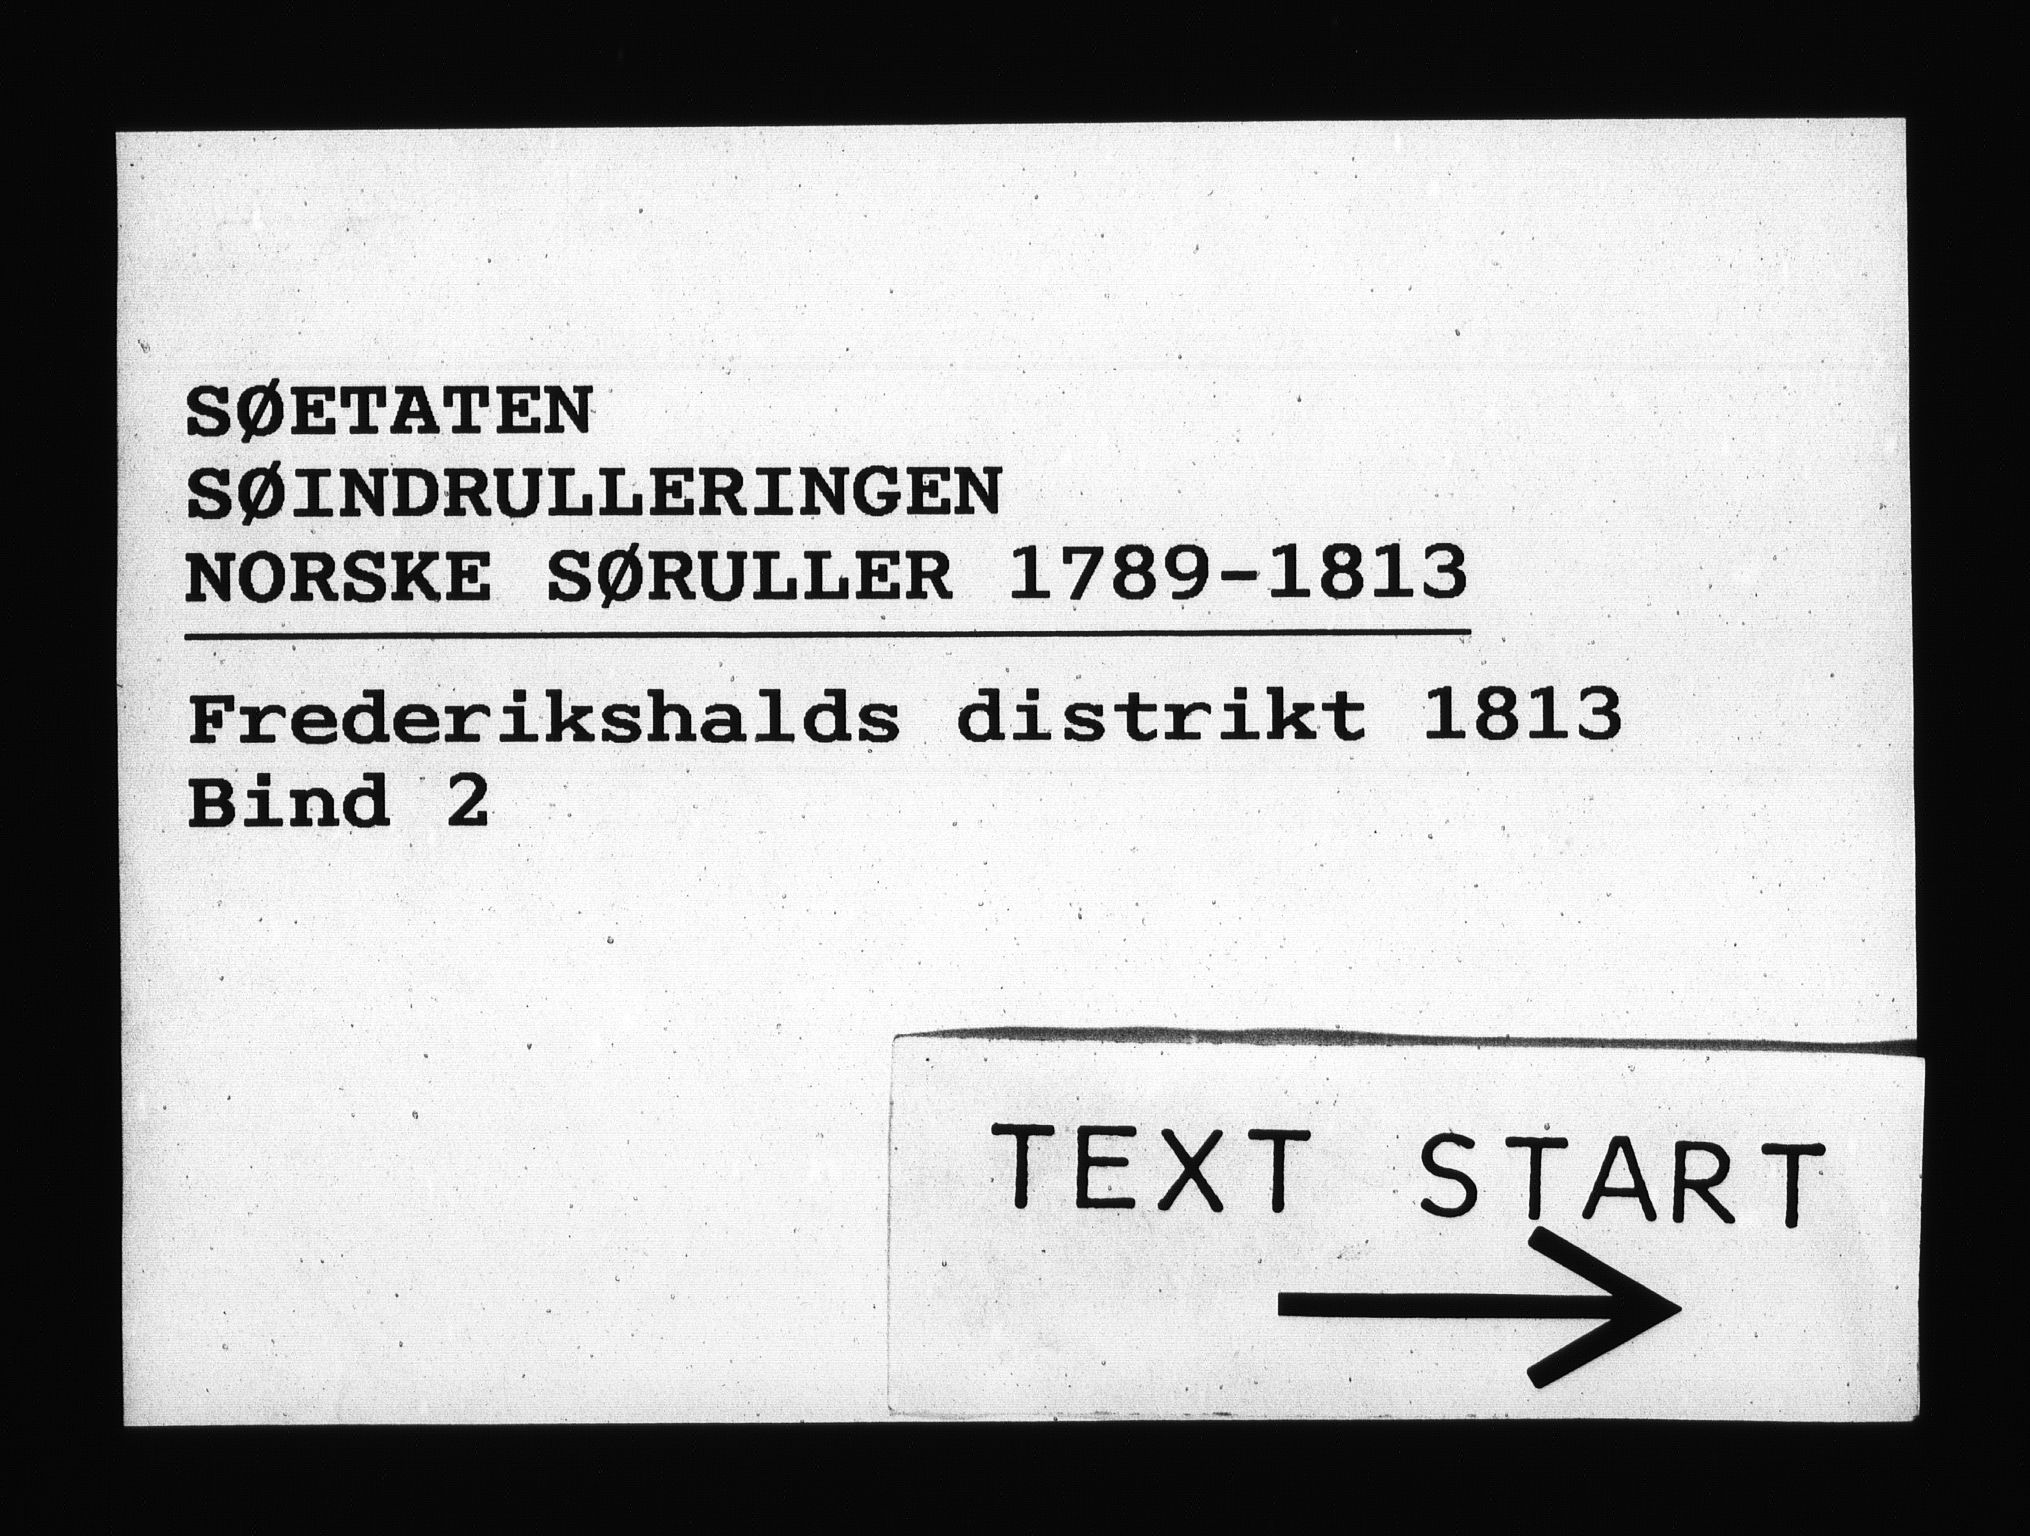 SØETATEN
SØINDRULLERINGEN
NORSKE SØRULLER 1789-1813
Frederikshalds distrikt 1813
Bind 2
TEXT START